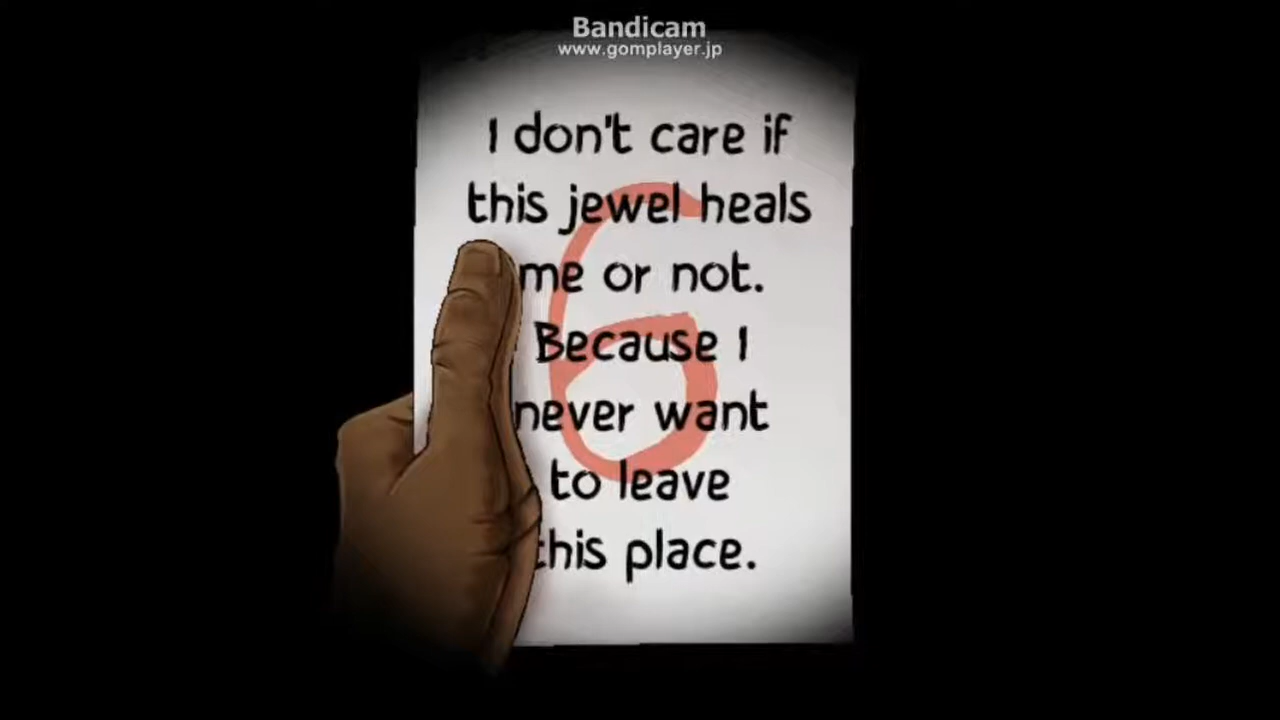 Bandicam
www.gomplayer.jp
I don't care if
this jewel heals
me or not.
Because I
never want
to leave
this place.
6